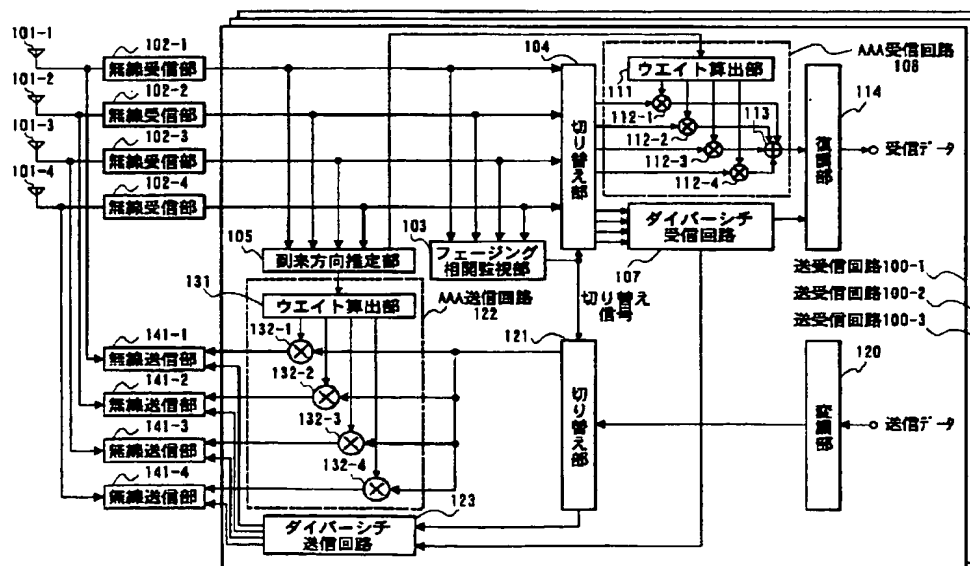 101-1
102-1
無線受信部
101-2
102-2
無線受信部
101-3
102-3
無線受信部
101-4
102-4
無線受信部
104
切り替え部
AAA受信回路
108
ウエイト算出部
111
112-1
112-2
112-3
112-4
113
114
復調部
受信データ
105
到来方向推定部
103
フェージング
相関監視部
ダイバーシチ
受信回路
107
切り替え
信号
送受信回路100-1
送受信回路100-2
送受信回路100-3
131
ウエイト算出部
AAA送信回路
122
132-1
132-2
132-3
132-4
141-1
無線送信部
141-2
無線送信部
141-3
無線送信部
141-4
無線送信部
121
切り替え部
120
変調部
送信データ
123
ダイバーシチ
送信回路